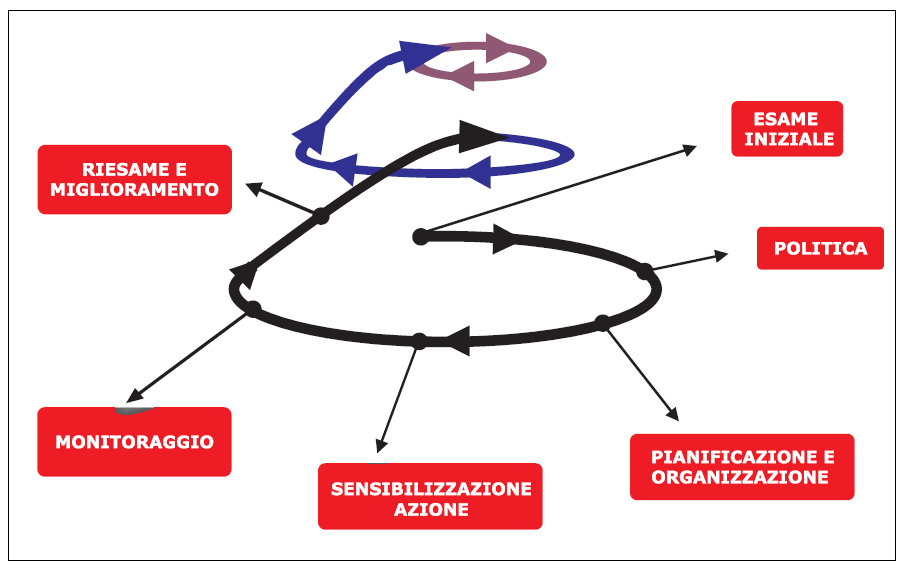 ESAME
INIZIALE
POLITICA
PIANIFICAZIONE E
ORGANIZZAZIONE
SENSIBILIZZAZIONE
AZIONE
MONITORAGGIO
RIESAME E
MIGLIORAMENTO